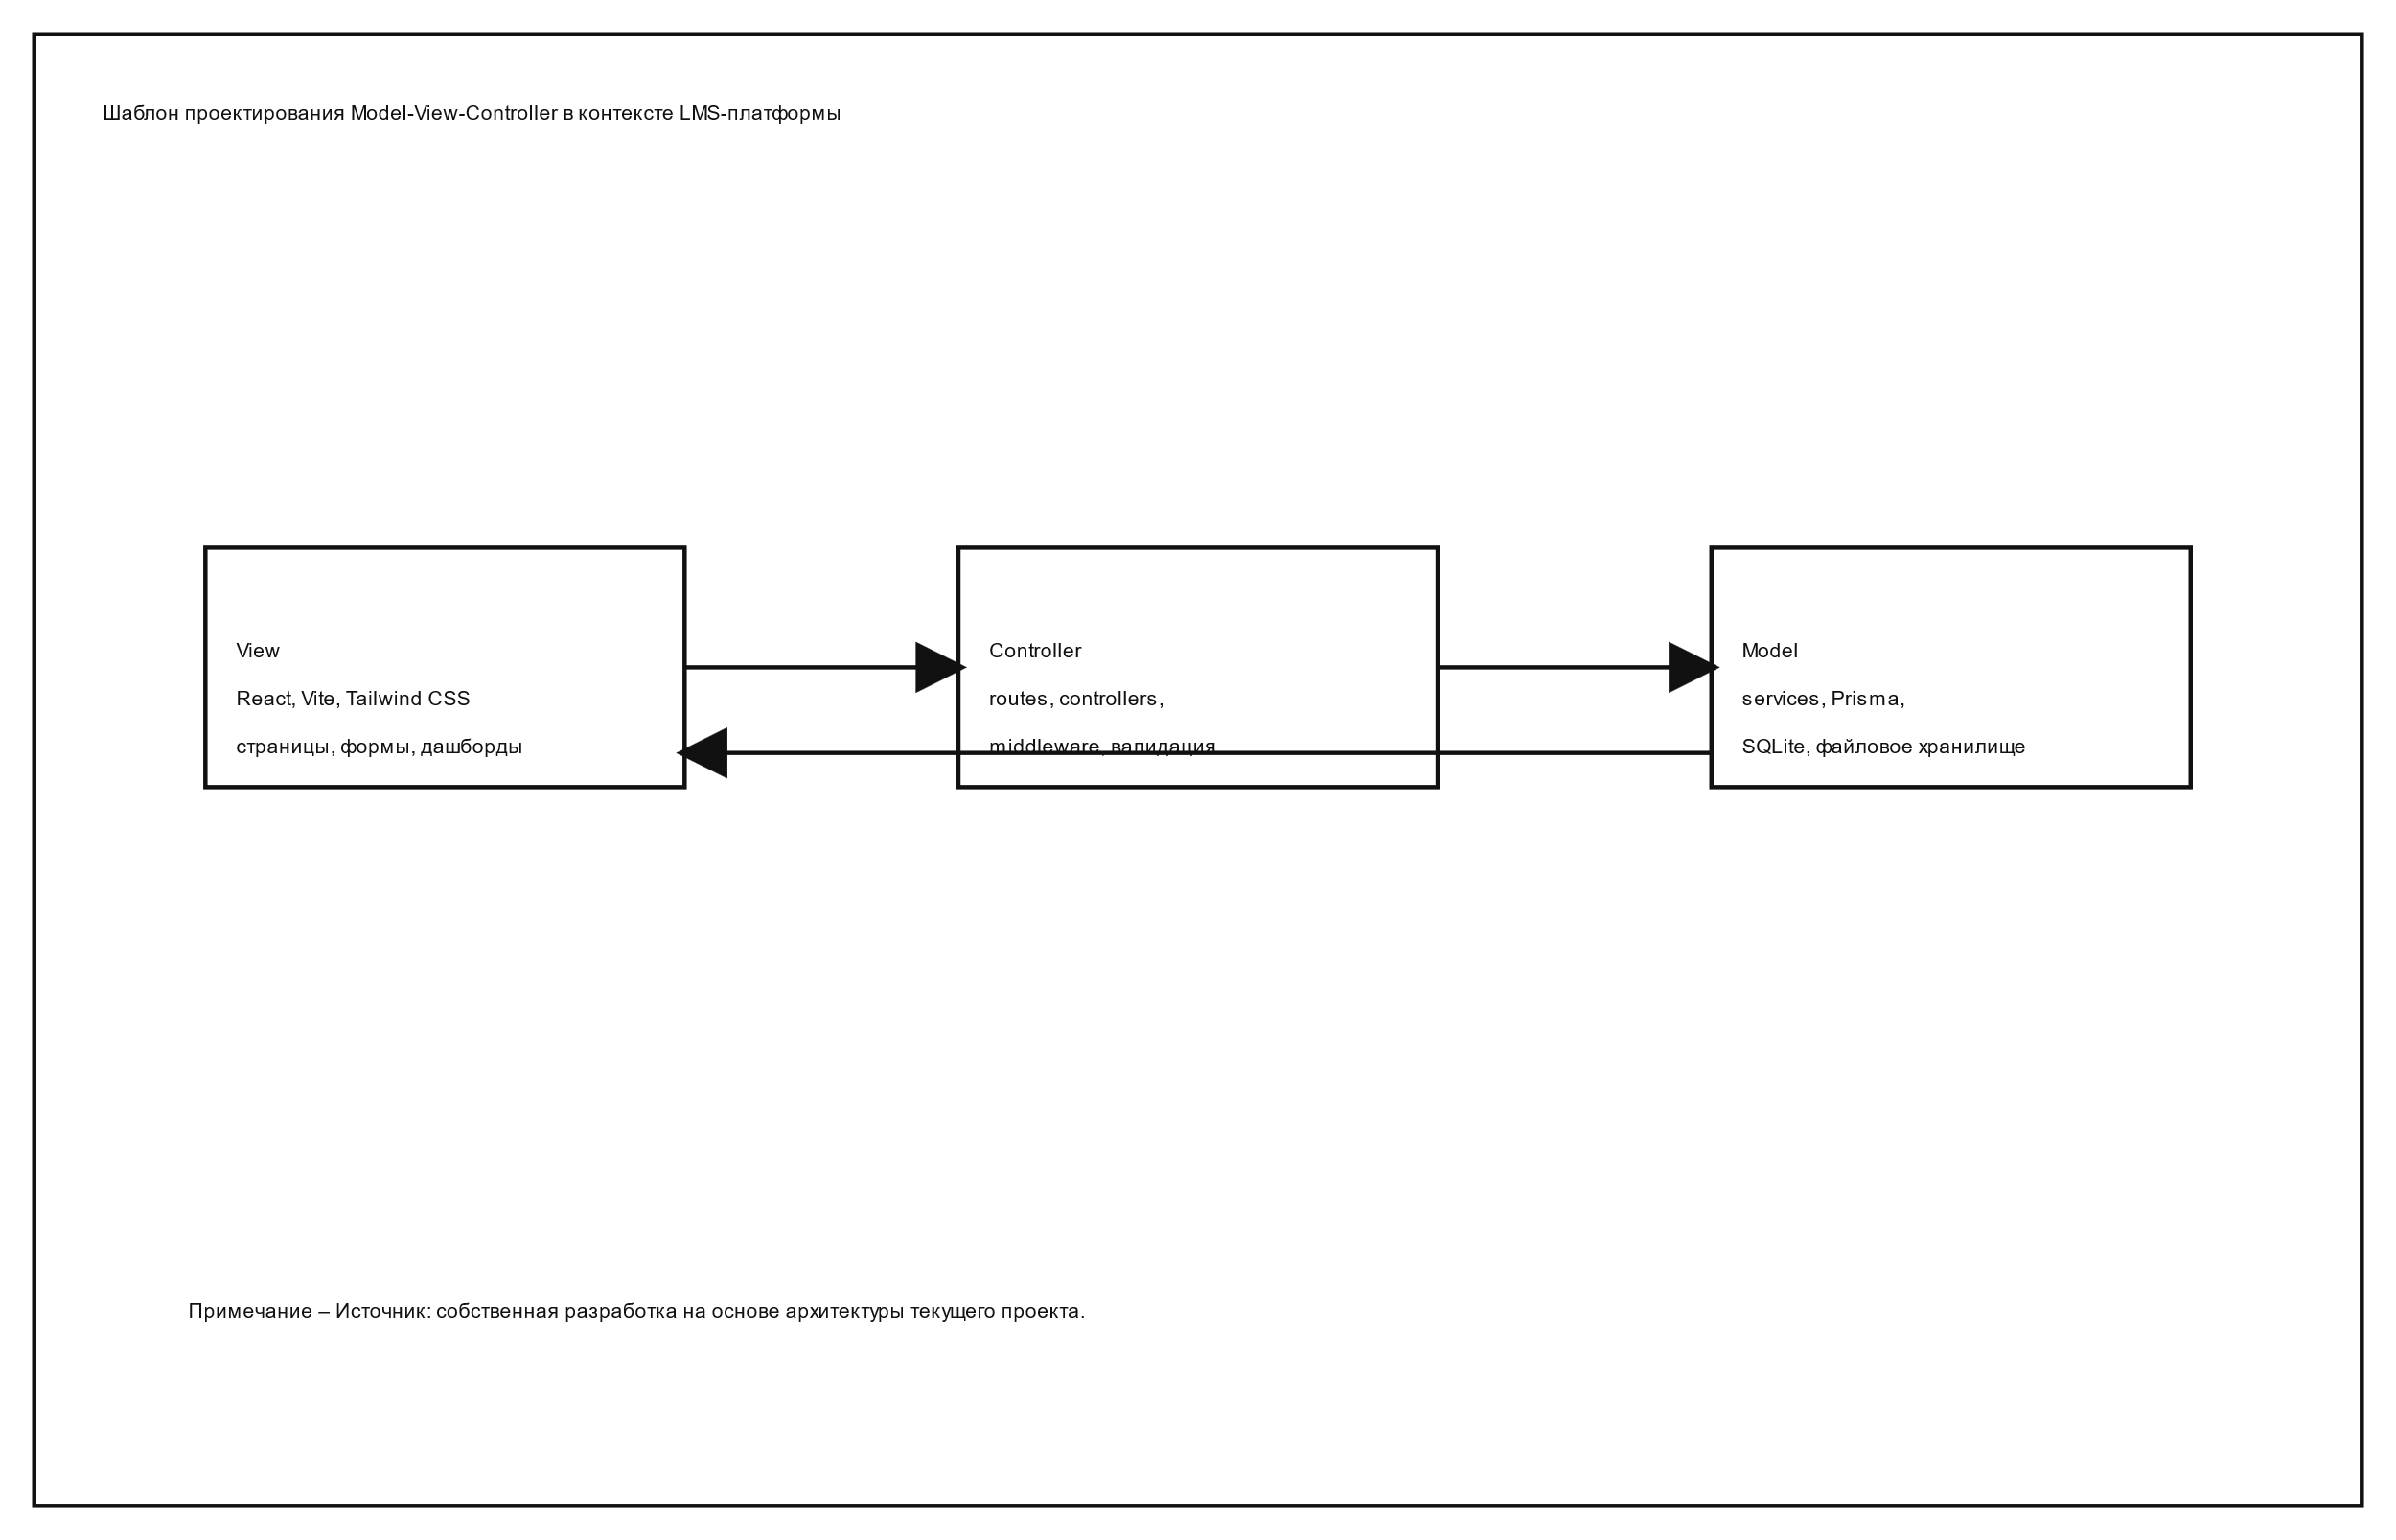 Шаблон проектирования Model-View-Controller в контексте LMS-платформы
View
React, Vite, Tailwind CSS
страницы, формы, дашборды
Controller
routes, controllers,
middleware, валидация
Model
services, Prisma,
SQLite, файловое хранилище
Примечание – Источник: собственная разработка на основе архитектуры текущего проекта.